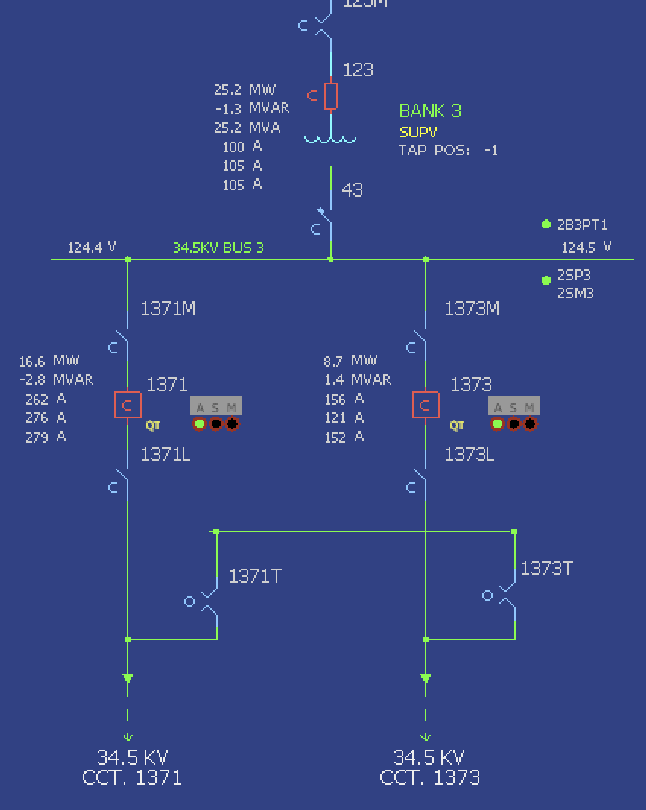 123M
C
123
25.2 MW
-1.3 MVAR
25.2 MVA
100 A
105 A
105 A
C
BANK 3
SUPV
TAP POS: -1
43
C
2B3PT1
124.4 V
34.5KV BUS 3
124.5 V
2SP3
2SM3
1371M
1373M
C
C
16.6 MW
-2.8 MVAR
262 A
276 A
279 A
8.7 MW
1.4 MVAR
156 A
121 A
152 A
1371
C
QT
A S M
1373
C
QT
A S M
1371L
C
1373L
C
1371T
O
1373T
O
34.5 KV
CCT. 1371
34.5 KV
CCT. 1373